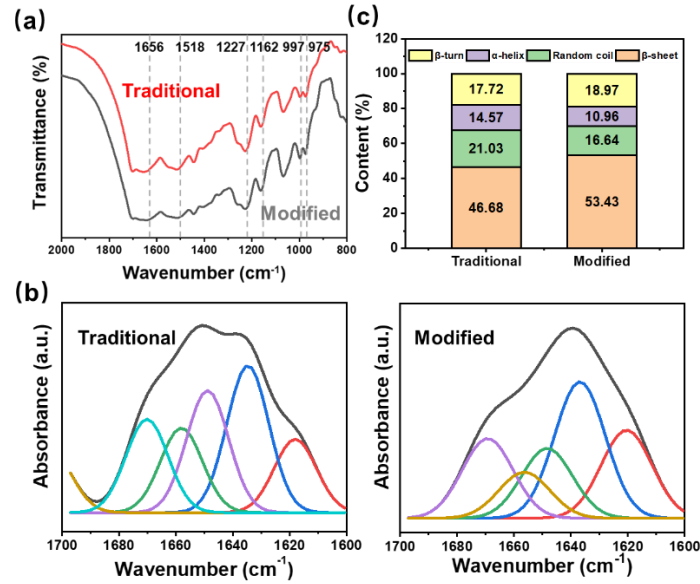 (a)
1656 1518 1227 1162 997 975
Traditional
Modified
Transmittance (%)
2000 1800 1600 1400 1200 1000 800
Wavenumber (cm⁻¹)
(c)
β-turn α-helix Random coil β-sheet
120
100
80
60
40
20
0
Content (%)
17.72 18.97
14.57 10.96
21.03 16.64
46.68 53.43
Traditional Modified
(b)
Traditional
Absorbance (a.u.)
1700 1680 1660 1640 1620 1600
Wavenumber (cm⁻¹)
Modified
Absorbance (a.u.)
1700 1680 1660 1640 1620 1600
Wavenumber (cm⁻¹)